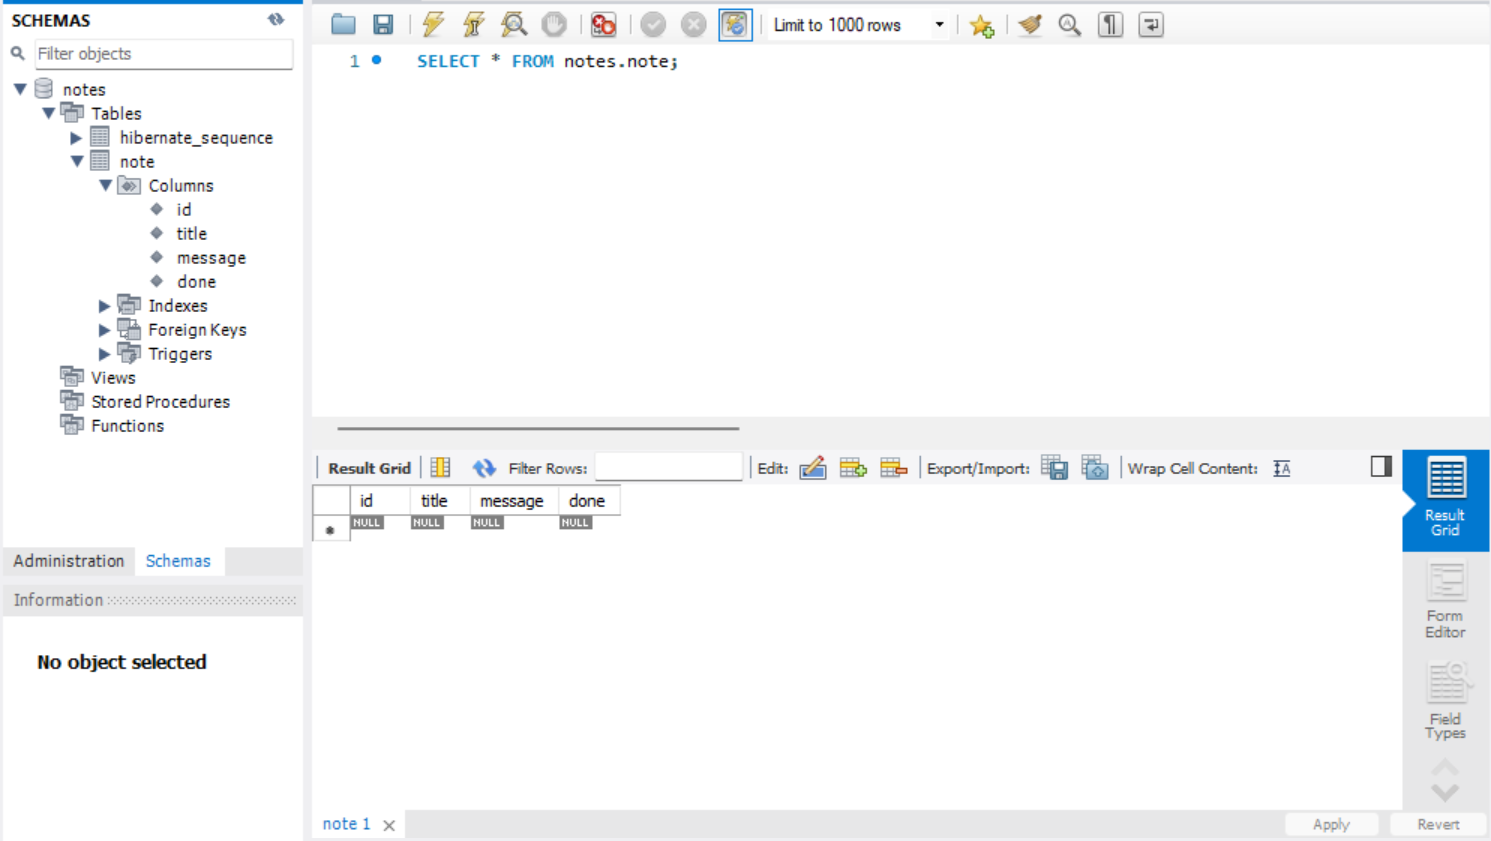 SCHEMAS
Filter objects
notes
Tables
hibernate_sequence
note
Columns
id
title
message
done
Indexes
Foreign Keys
Triggers
Views
Stored Procedures
Functions
Administration Schemas
Information
No object selected
Limit to 1000 rows
1 SELECT * FROM notes.note;
Result Grid Filter Rows: Edit: Export/Import: Wrap Cell Content: IA
id title message done
* NULL NULL NULL NULL
Result
Grid
Form
Editor
Field
Types
note 1
Apply Revert